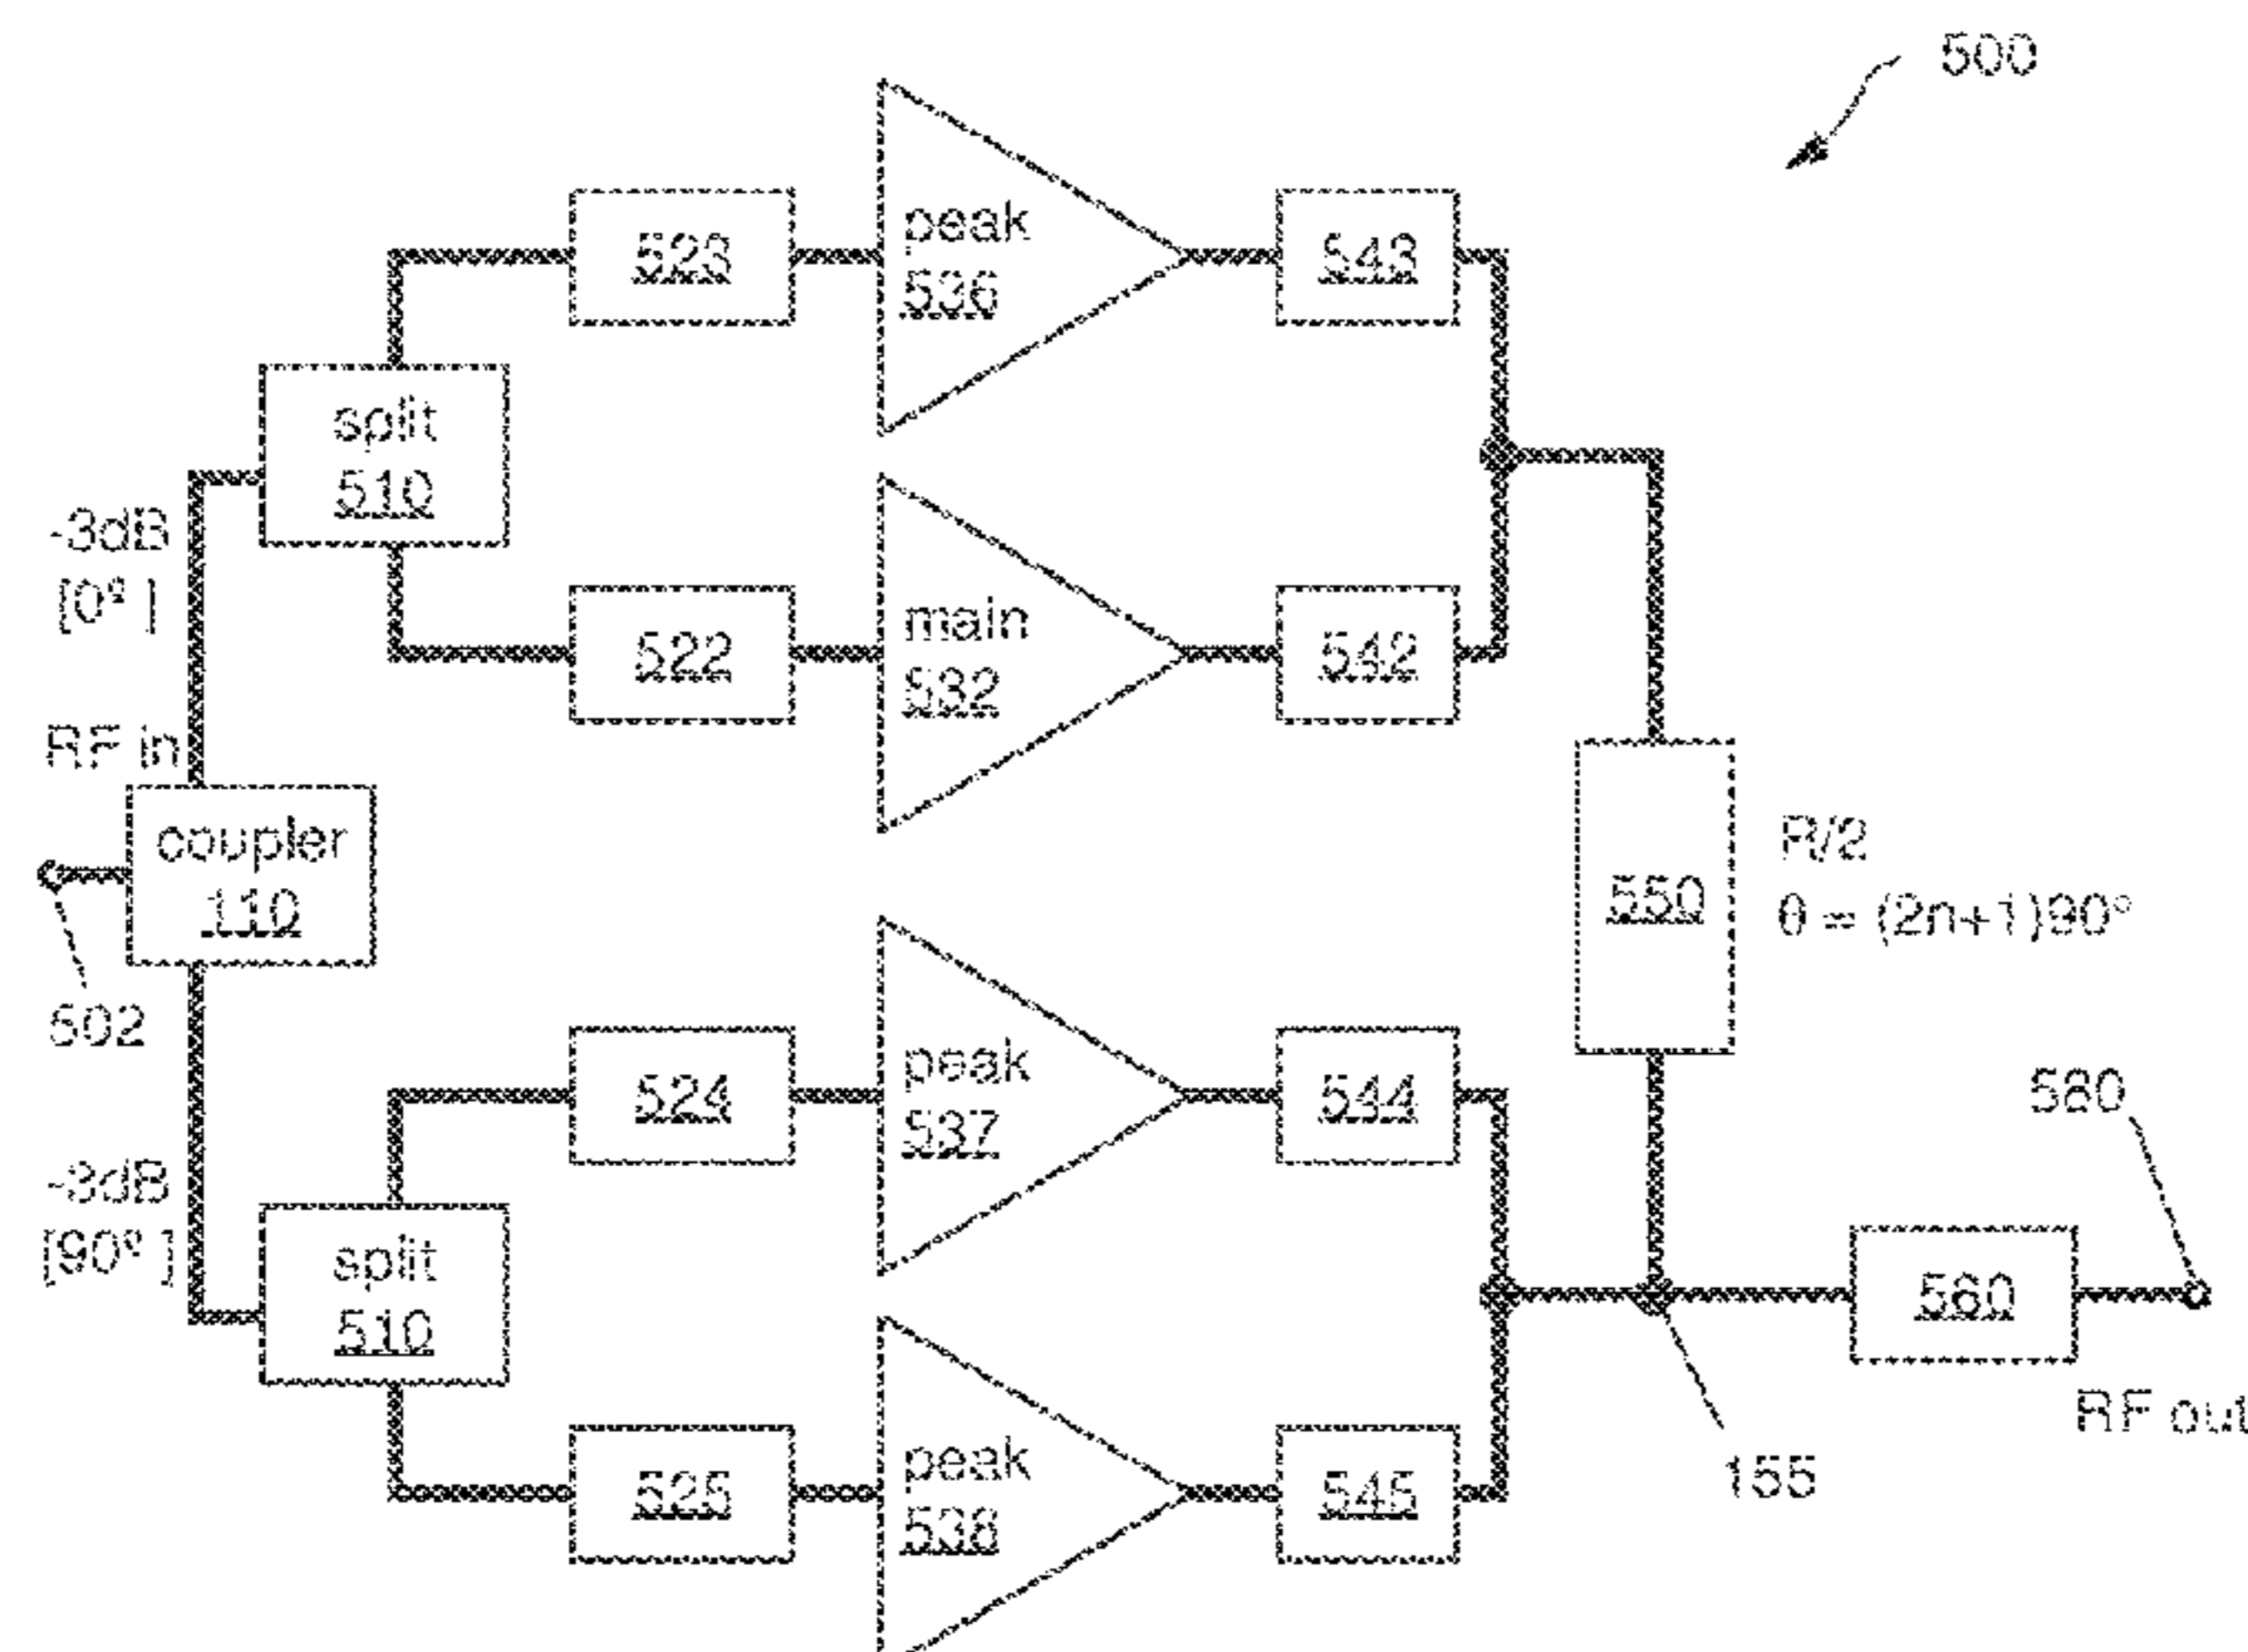 500
peak
536
523
543
split
510
-3dB
[0°]
main
532
522
542
RF in
coupler
110
502
R/2
550
θ = (2n+1)90°
peak
537
524
544
580
-3dB
[90°]
split
510
560
RF out
155
peak
538
525
545